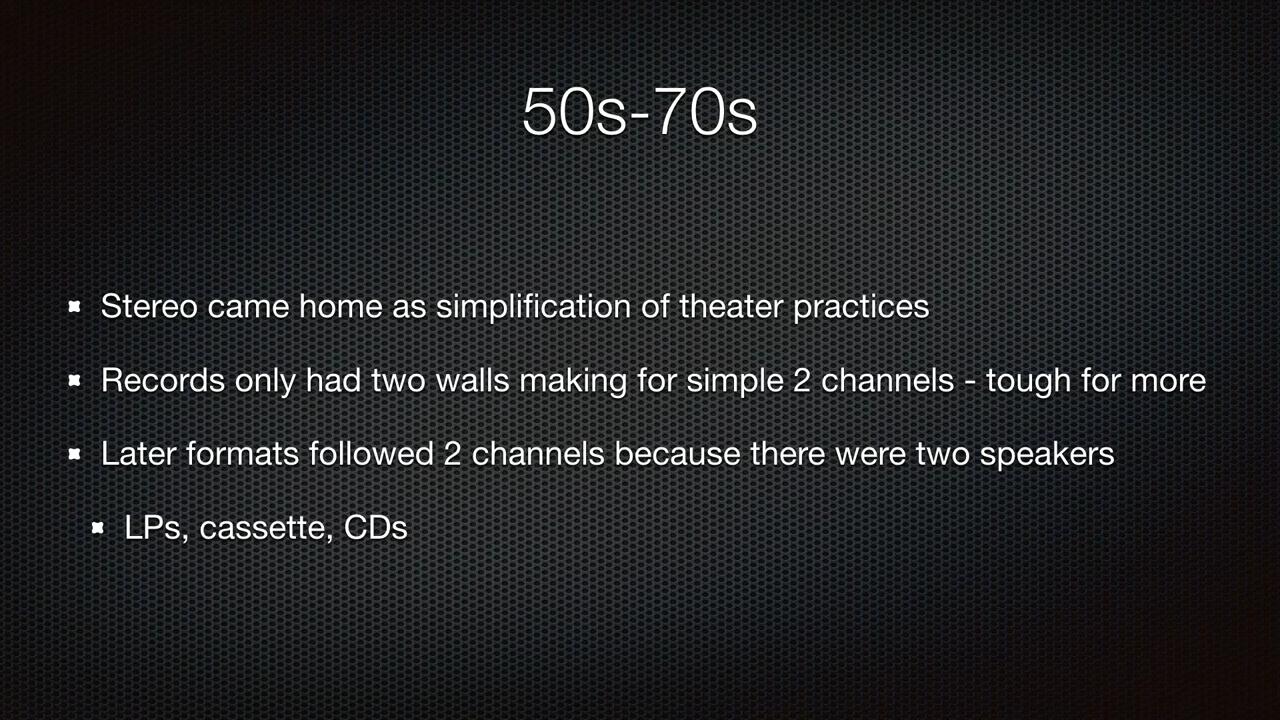 50s-70s
Stereo came home as simplification of theater practices
Records only had two walls making for simple 2 channels - tough for more
Later formats followed 2 channels because there were two speakers
LPs, cassette, CDs